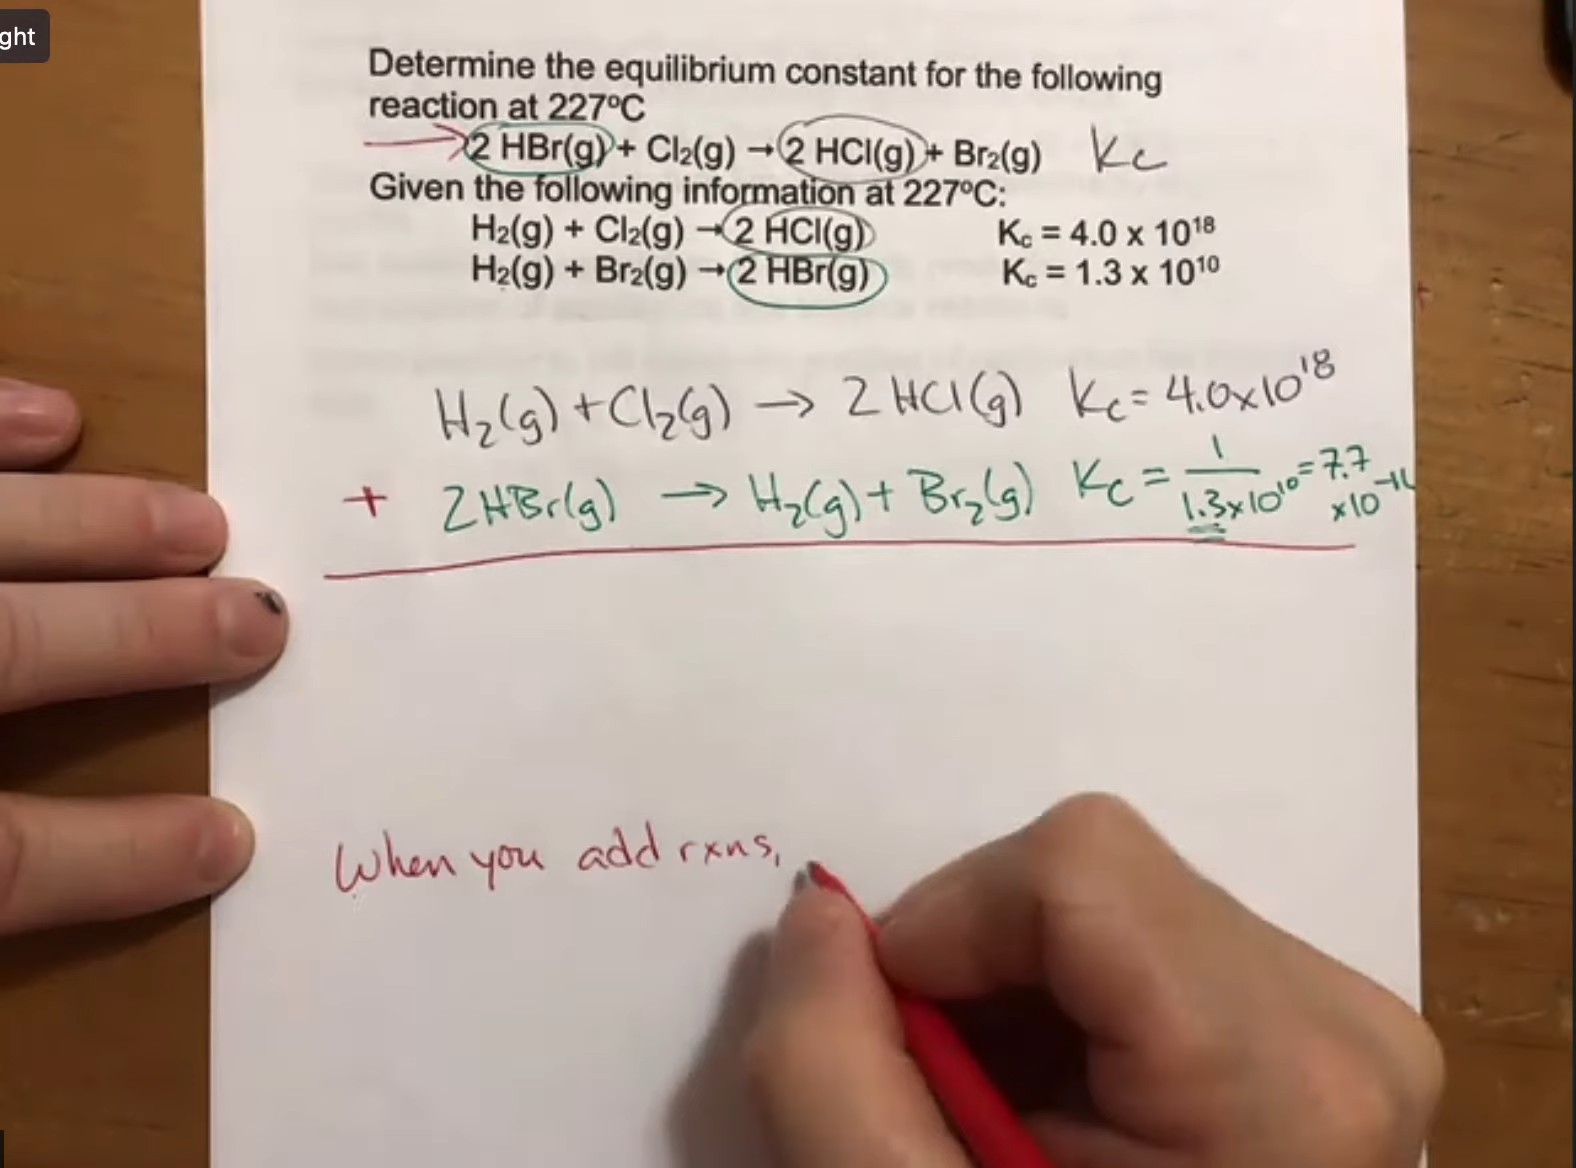 ght
Determine the equilibrium constant for the following
reaction at 227ºC
2 HBr(g) + Cl₂(g) → 2 HCl(g) + Br₂(g) Kc
Given the following information at 227ºC:
H₂(g) + Cl₂(g) → 2 HCl(g) Kc = 4.0 x 10¹⁸
H₂(g) + Br₂(g) → 2 HBr(g) Kc = 1.3 x 10¹⁰
H₂(g) + Cl₂(g) → 2 HCl(g) Kc = 4.0x10¹⁸
+ 2HBr(g) → H₂(g) + Br₂(g) Kc = 1/1.3x10¹⁰ = 7.7 x10⁻¹¹
When you add rxns,